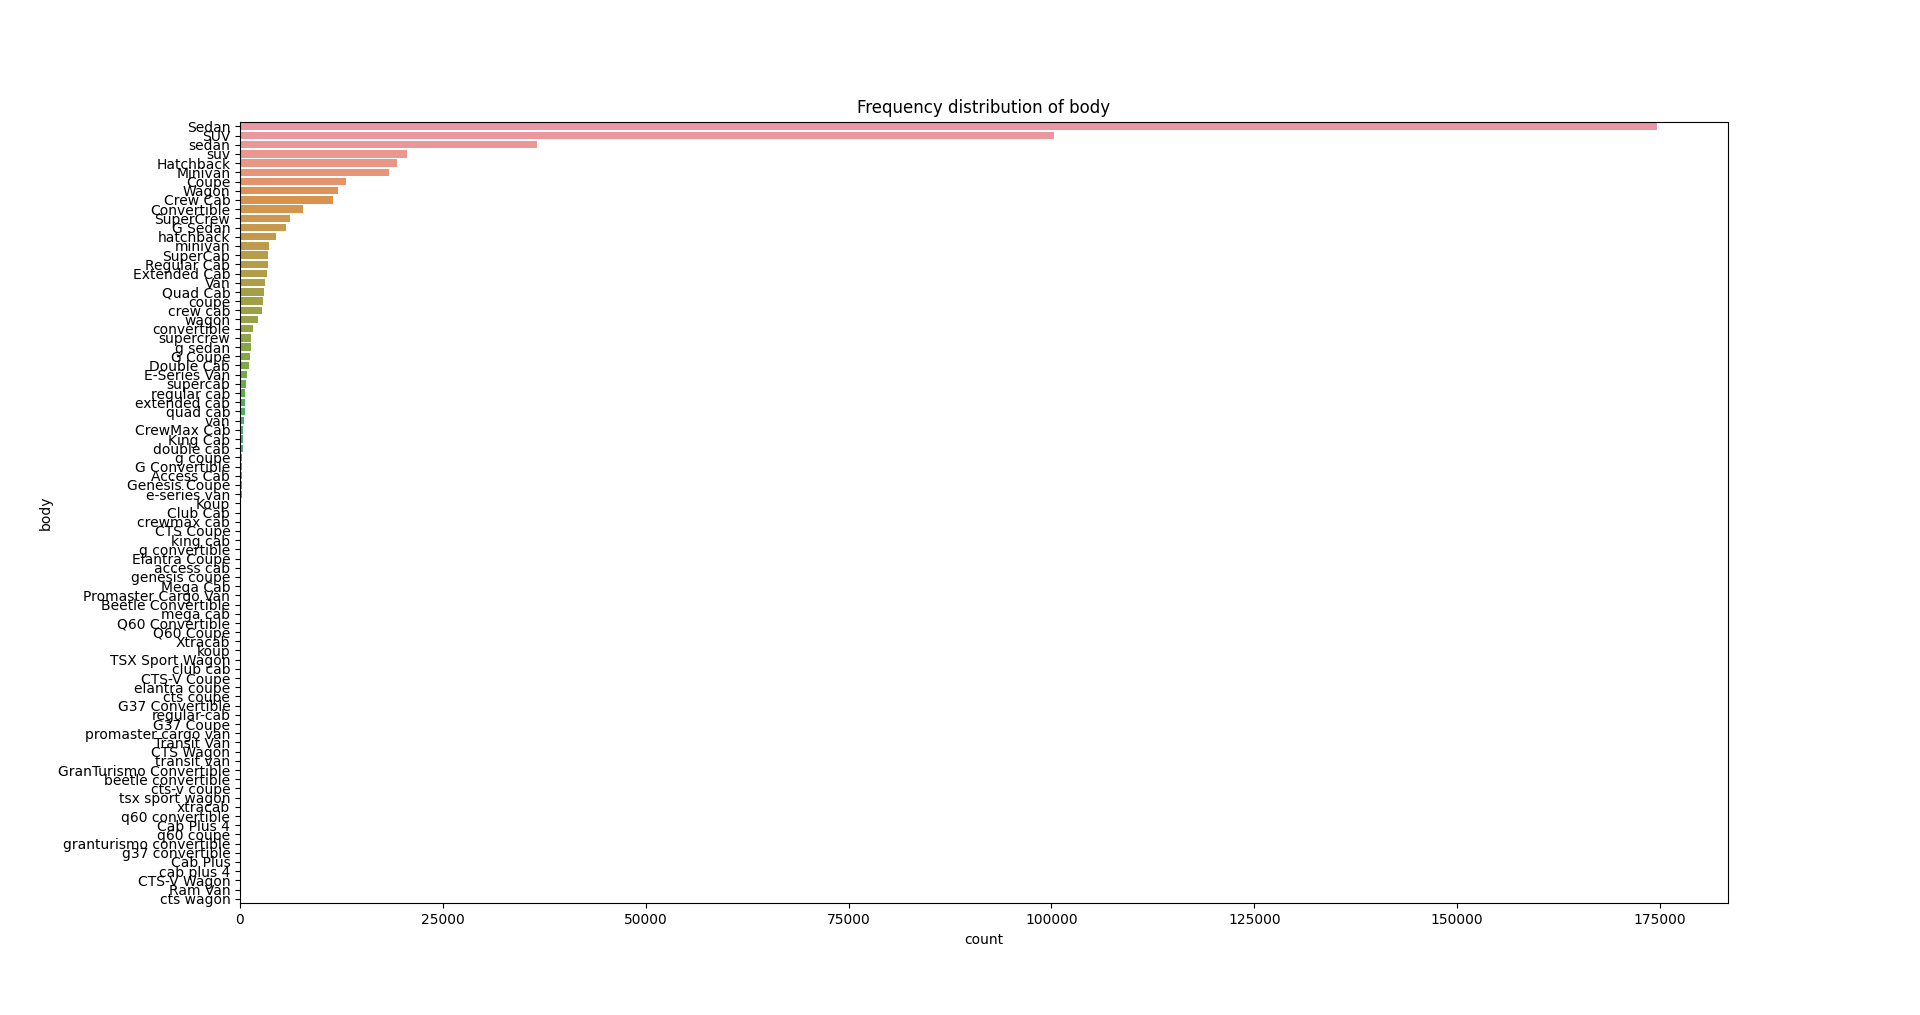 Frequency distribution of body
Sedan
SUV
sedan
suv
Hatchback
Minivan
Coupe
Wagon
Crew Cab
Convertible
SuperCrew
G Sedan
hatchback
minivan
SuperCab
Regular Cab
Extended Cab
Van
Quad Cab
coupe
crew cab
wagon
convertible
supercrew
g sedan
G Coupe
Double Cab
E-Series Van
supercab
regular cab
extended cab
quad cab
van
CrewMax Cab
King Cab
double cab
g coupe
G Convertible
Access Cab
Genesis Coupe
e-series van
Koup
Club Cab
crewmax cab
CTS Coupe
king cab
g convertible
Elantra Coupe
access cab
genesis coupe
Mega Cab
Promaster Cargo Van
Beetle Convertible
mega cab
Q60 Convertible
Q60 Coupe
Xtracab
koup
TSX Sport Wagon
club cab
CTS-V Coupe
elantra coupe
cts coupe
G37 Convertible
regular-cab
G37 Coupe
promaster cargo van
Transit Van
CTS Wagon
transit van
GranTurismo Convertible
beetle convertible
cts-v coupe
tsx sport wagon
xtracab
q60 convertible
Cab Plus 4
q60 coupe
granturismo convertible
g37 convertible
Cab Plus
cab plus 4
CTS-V Wagon
Ram Van
cts wagon
body
0 25000 50000 75000 100000 125000 150000 175000
count